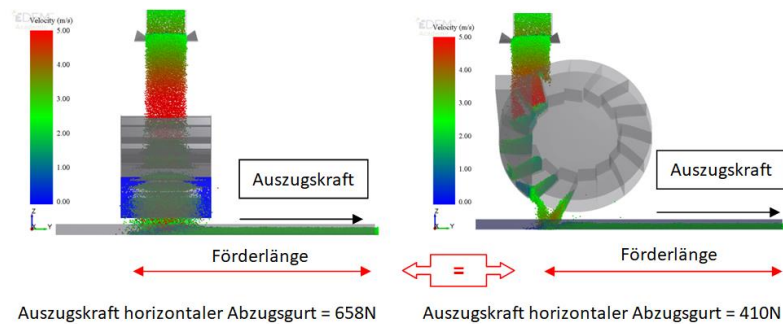 EDEM
Velocity (m/s)
5.00
4.00
3.00
2.00
1.00
0.00
Z
X
Y
Auszugskraft
Förderlänge
Auszugskraft horizontaler Abzugsgurt = 658N
=
EDEM
Velocity (m/s)
5.00
4.00
3.00
2.00
1.00
0.00
Z
Y
Auszugskraft
Förderlänge
Auszugskraft horizontaler Abzugsgurt = 410N